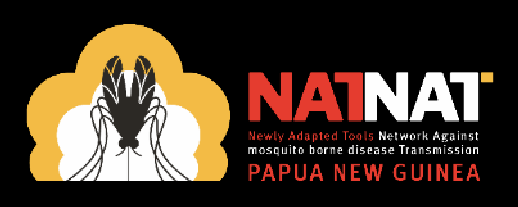 NATNAT
Newly Adapted Tools Network Against
mosquito borne disease Transmission
PAPUA NEW GUINEA